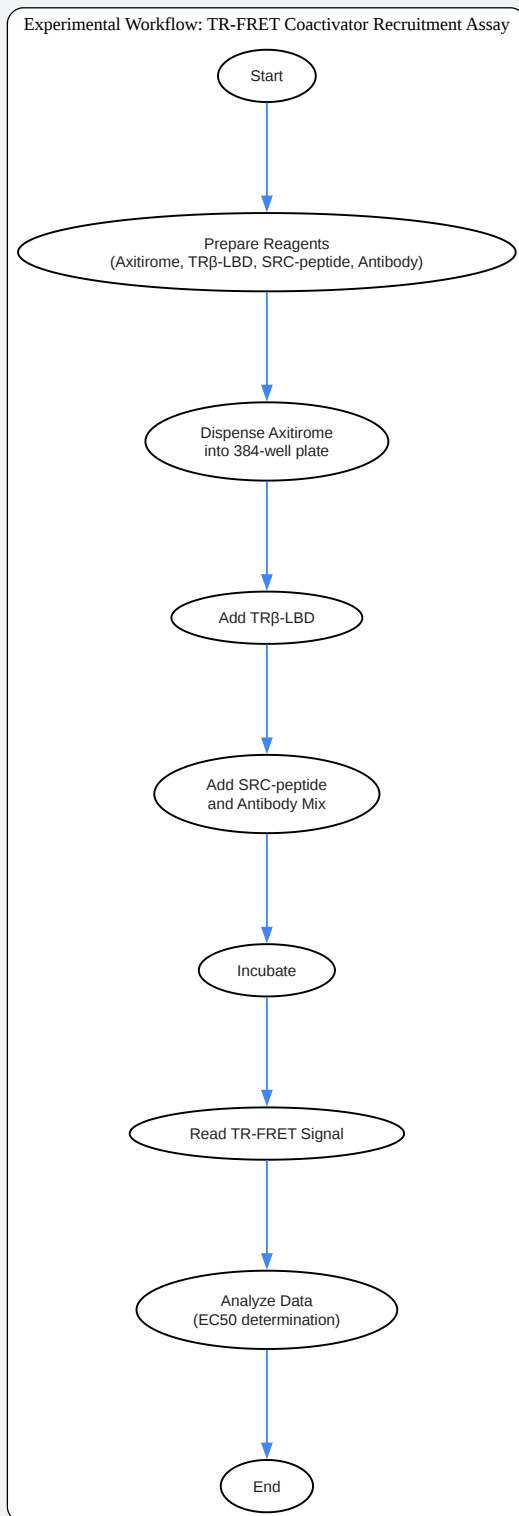 Experimental Workflow: TR-FRET Coactivator Recruitment Assay
Start
Prepare Reagents
(Axitirome, TRβ-LBD, SRC-peptide, Antibody)
Dispense Axitirome
into 384-well plate
Add TRβ-LBD
Add SRC-peptide
and Antibody Mix
Incubate
Read TR-FRET Signal
Analyze Data
(EC50 determination)
End